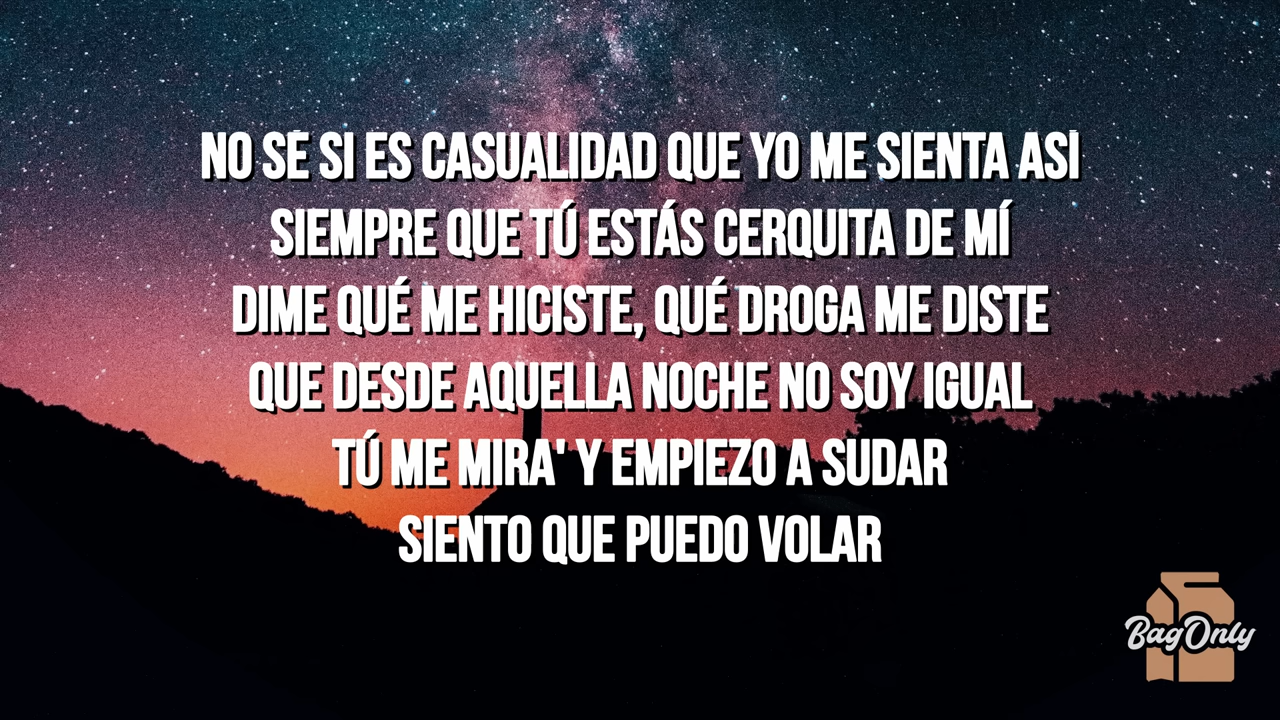 NO SÉ SI ES CASUALIDAD QUE YO ME SIENTA ASÍ
SIEMPRE QUE TÚ ESTÁS CERQUITA DE MÍ
DIME QUÉ ME HICISTE, QUÉ DROGA ME DISTE
QUE DESDE AQUELLA NOCHE NO SOY IGUAL
TÚ ME MIRA' Y EMPIEZO A SUDAR
SIENTO QUE PUEDO VOLAR
BagOnly